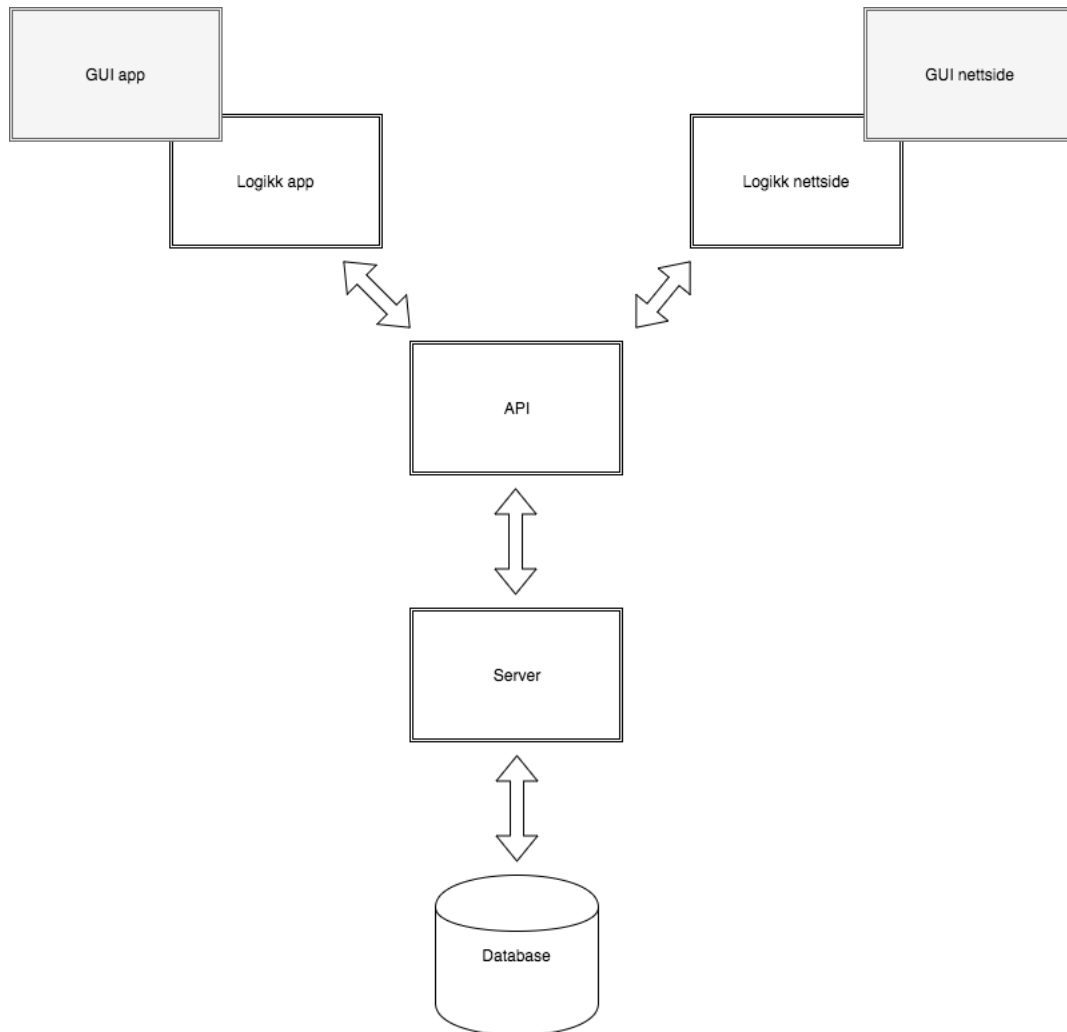 GUI app
GUI nettside
Logikk app
Logikk nettside
API
Server
Database